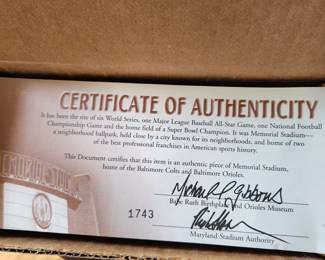 CERTIFICATE OF AUTHENTICITY
It has been the site of six World Series, one Major League Baseball All-Star Game, one National Football
Championship Game and the home field of a Super Bowl Champion. It was Memorial Stadium—
a neighborhood ballpark, held close by a city known for its neighborhoods, and home of two
of the best professional franchises in American sports history.
This Document certifies that this item is an authentic piece of Memorial Stadium,
home of the Baltimore Colts and Baltimore Orioles.
MEMORIAL STADIUM
Michael L Gibbons
Babe Ruth Birthplace and Orioles Museum
1743
Maryland Stadium Authority